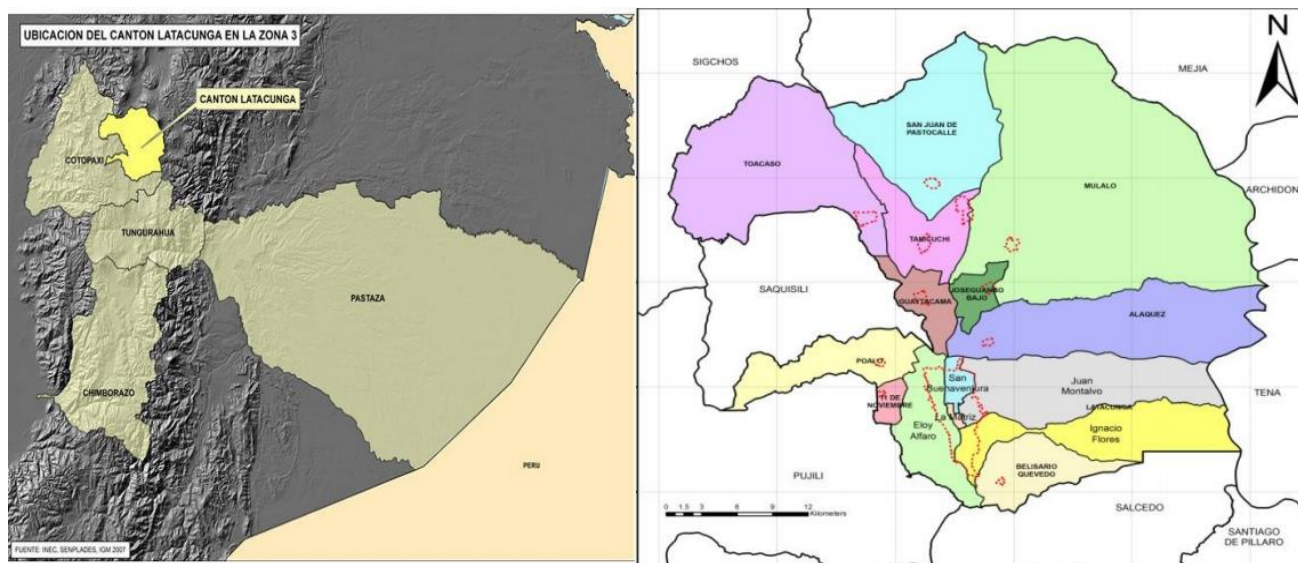 UBICACION DEL CANTON LATACUNGA EN LA ZONA 3
CANTON LATACUNGA
COTOPAXI
TUNGURAHUA
PASTAZA
CHIMBORAZO
PERU
FUENTE: INEC, SENPLADES, IGM 2007
N
SIGCHOS
MEJIA
SAN JUAN DE
PASTOCALLE
TOACASO
MULALO
ARCHIDON
TANICUCHI
SAQUISILI
GUAYTACAMA
JOSEGUANGO
BAJO
ALAQUEZ
POALO
San
Buenaventura
Juan
Montalvo
TENA
11 DE
NOVIEMBRE
La Matriz
LATACUNGA
Eloy
Alfaro
Ignacio
Flores
BELISARIO
QUEVEDO
PUJILI
SALCEDO
0 1.5 3 6 9 12
Kilometers
SANTIAGO
DE PILLARO